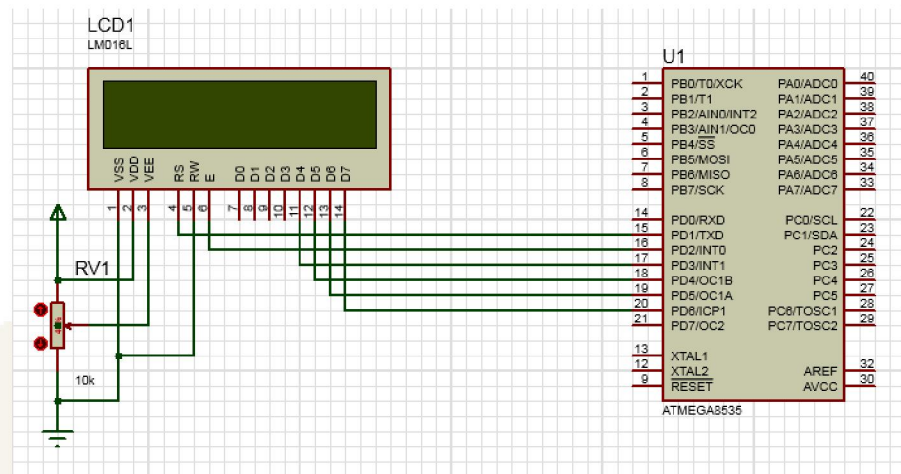 LCD1
LM016L
VSS VDD VEE RS RW E D0 D1 D2 D3 D4 D5 D6 D7
1 2 3 4 5 6 7 8 9 10 11 12 13 14
RV1
10k
U1
1 PB0/T0/XCK PA0/ADC0 40
2 PB1/T1 PA1/ADC1 39
3 PB2/AIN0/INT2 PA2/ADC2 38
4 PB3/AIN1/OC0 PA3/ADC3 37
5 PB4/SS PA4/ADC4 36
6 PB5/MOSI PA5/ADC5 35
7 PB6/MISO PA6/ADC6 34
8 PB7/SCK PA7/ADC7 33
14 PD0/RXD PC0/SCL 22
15 PD1/TXD PC1/SDA 23
16 PD2/INT0 PC2 24
17 PD3/INT1 PC3 25
18 PD4/OC1B PC4 26
19 PD5/OC1A PC5 27
20 PD6/ICP1 PC6/TOSC1 28
21 PD7/OC2 PC7/TOSC2 29
13 XTAL1
12 XTAL2 AREF 32
9 RESET AVCC 30
ATMEGA8535